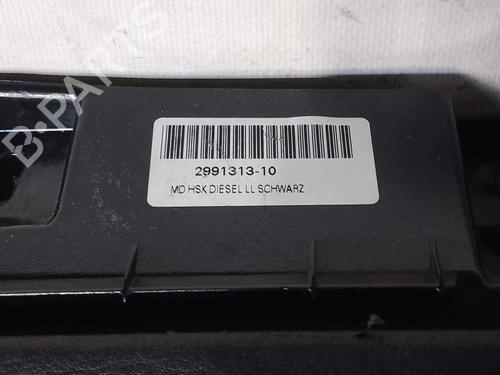 B-PARTS
2991313-10
MD HSK DIESEL LL SCHWARZ